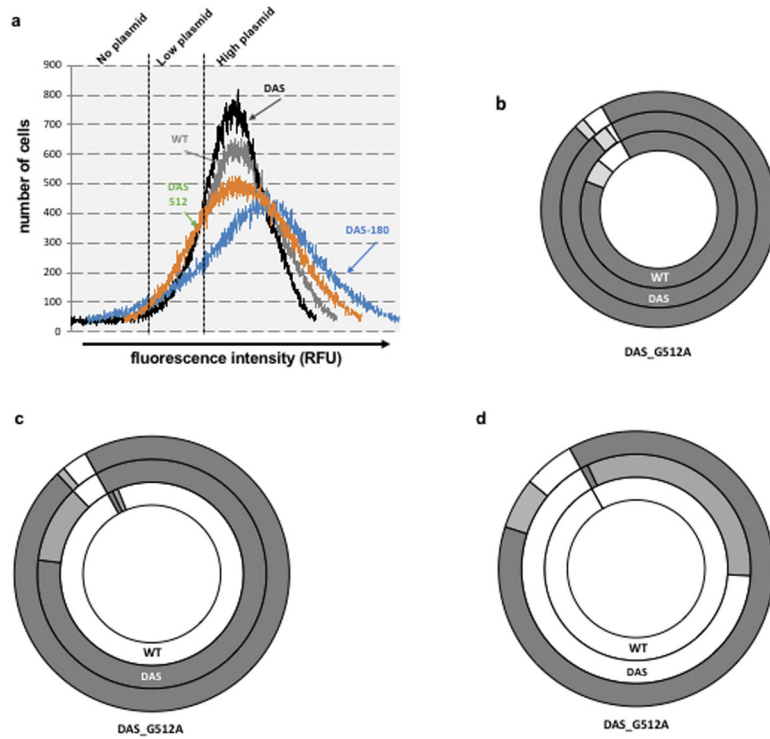 a
No plasmid
Low plasmid
High plasmid
900
800
700
600
500
400
300
200
100
0
number of cells
DAS
WT
DAS
512
DAS-180
fluorescence intensity (RFU)
b
WT
DAS
DAS_G512A
c
WT
DAS
DAS_G512A
d
WT
DAS
DAS_G512A